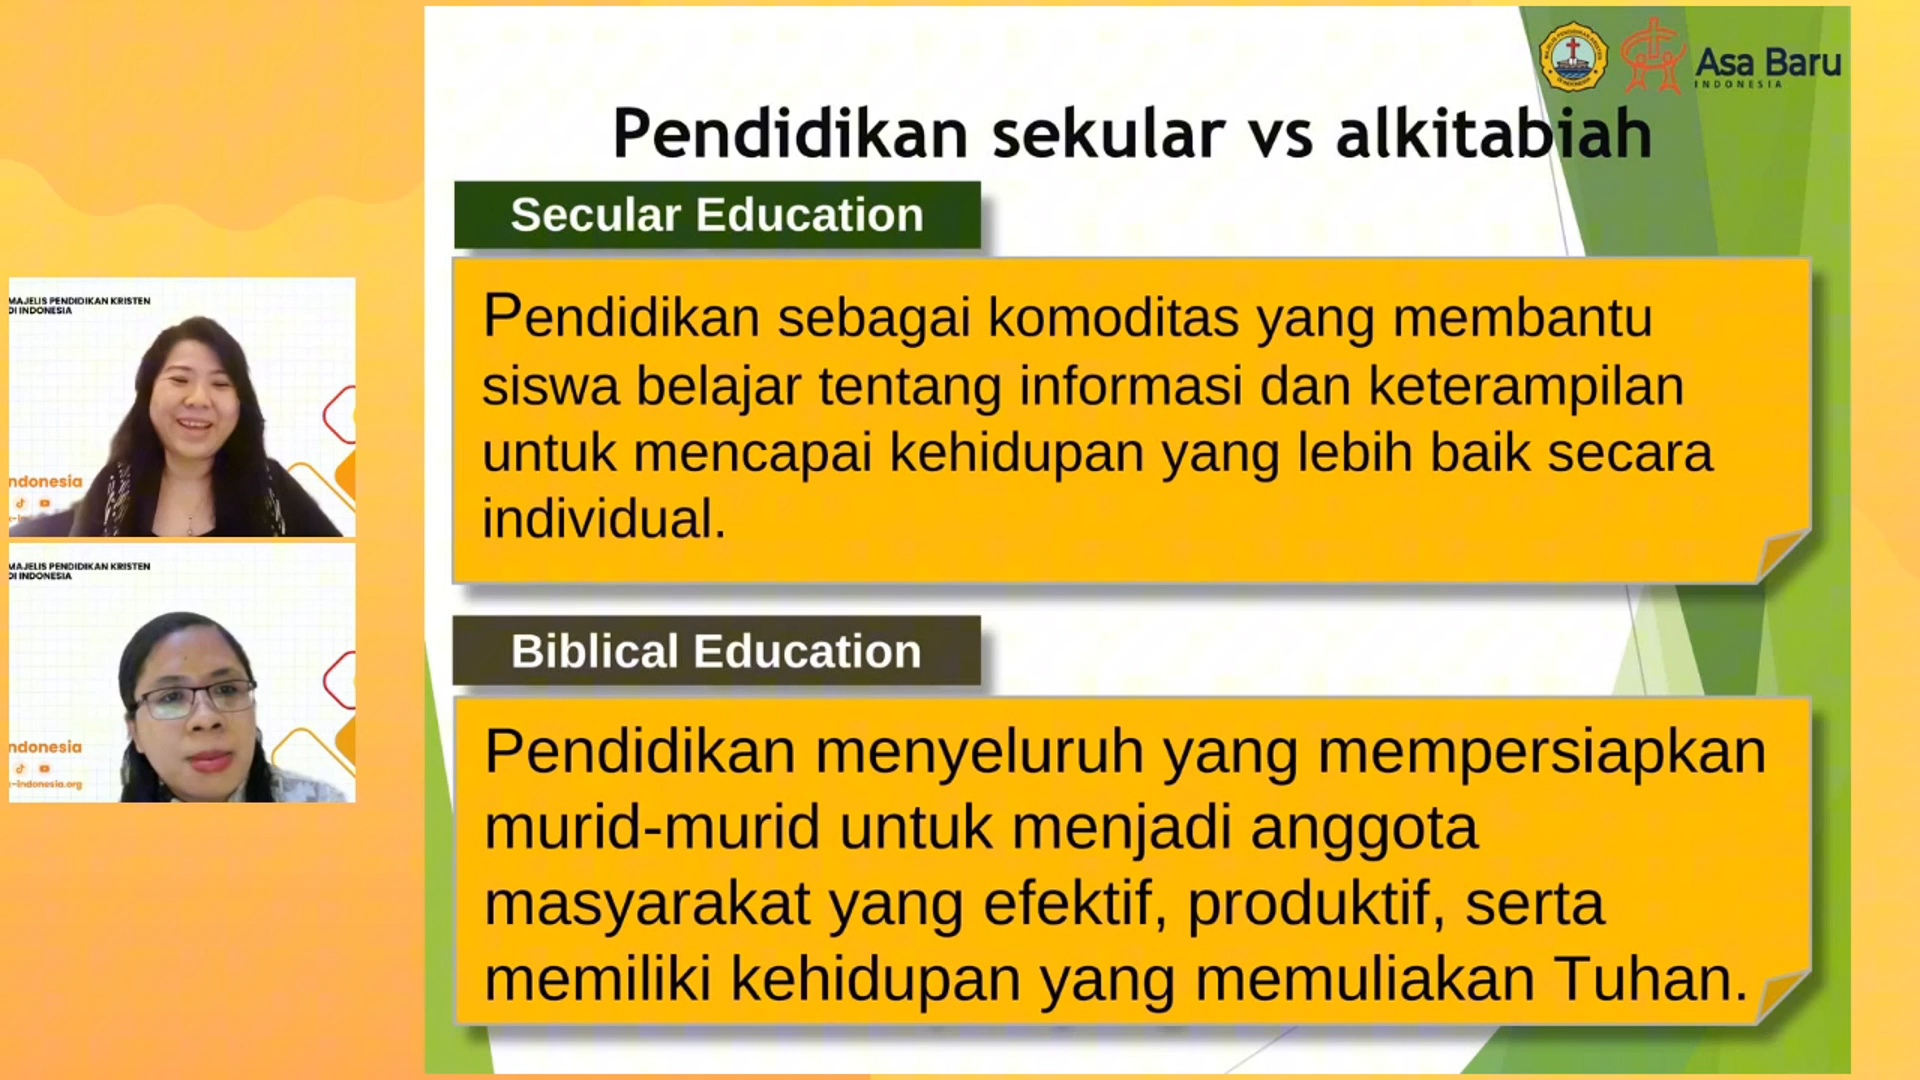 Asa Baru
INDONESIA
Pendidikan sekular vs alkitabiah
Secular Education
Pendidikan sebagai komoditas yang membantu
siswa belajar tentang informasi dan keterampilan
untuk mencapai kehidupan yang lebih baik secara
individual.
Biblical Education
Pendidikan menyeluruh yang mempersiapkan
murid-murid untuk menjadi anggota
masyarakat yang efektif, produktif, serta
memiliki kehidupan yang memuliakan Tuhan.
MAJELIS PENDIDIKAN KRISTEN
DI INDONESIA
ndonesia
MAJELIS PENDIDIKAN KRISTEN
DI INDONESIA
ndonesia
-indonesia.org